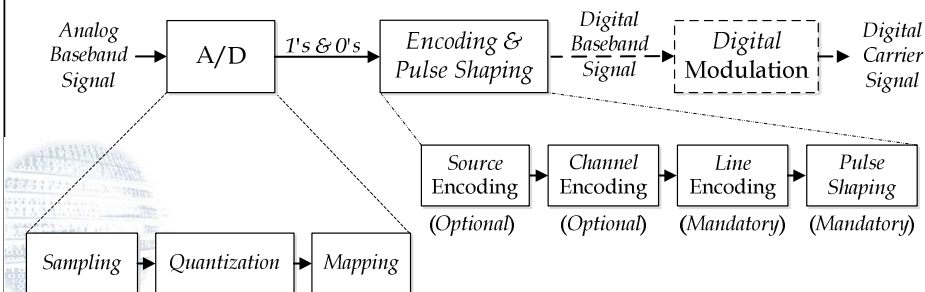 Analog
Baseband
Signal
A/D
1's & 0's
Encoding &
Pulse Shaping
Digital
Baseband
Signal
Digital
Modulation
Digital
Carrier
Signal
Source
Encoding
Channel
Encoding
Line
Encoding
Pulse
Shaping
(Optional)
(Optional)
(Mandatory)
(Mandatory)
Sampling
Quantization
Mapping